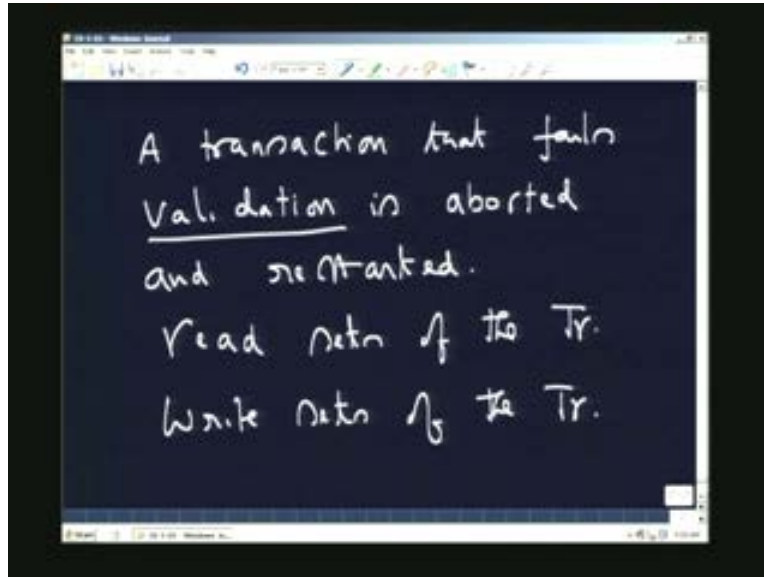 A transaction that fails
validation is aborted
and restarted.
read sets of the Tr.
Write sets of the Tr.